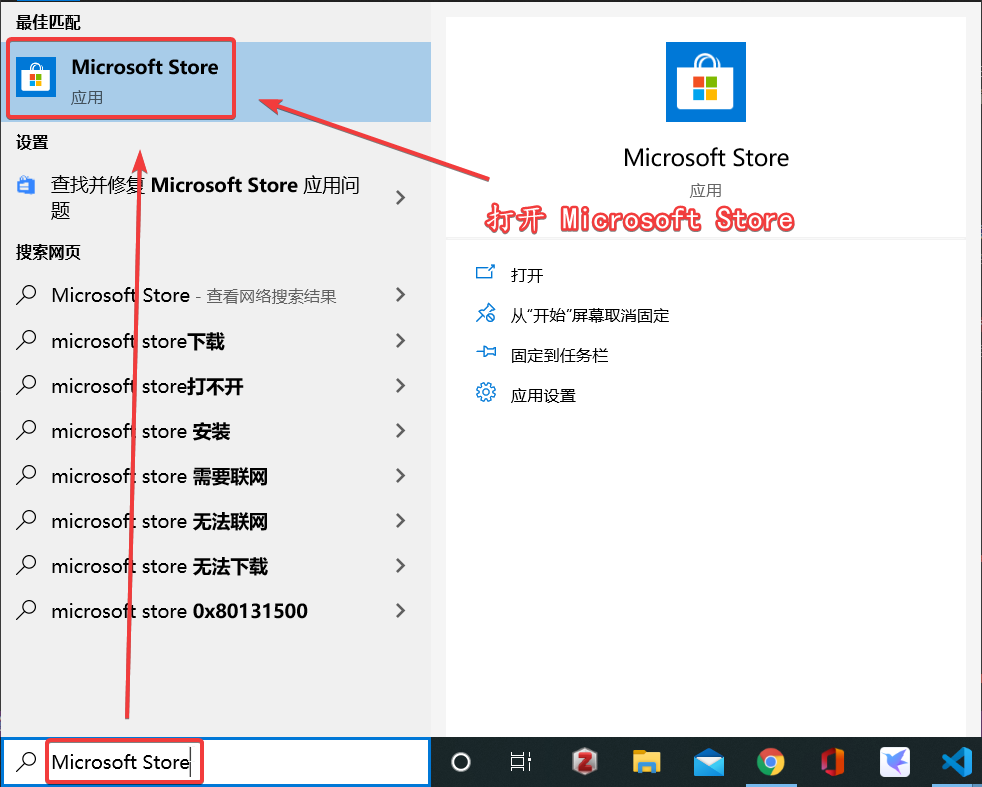 最佳匹配
Microsoft Store
应用
设置
查找并修复 Microsoft Store 应用问
题
搜索网页
Microsoft Store - 查看网络搜索结果
microsoft store下载
microsoft store打不开
microsoft store 安装
microsoft store 需要联网
microsoft store 无法联网
microsoft store 无法下载
microsoft store 0x80131500
Microsoft Store
Microsoft Store
应用
打开 Microsoft Store
打开
从“开始”屏幕取消固定
固定到任务栏
应用设置
Z